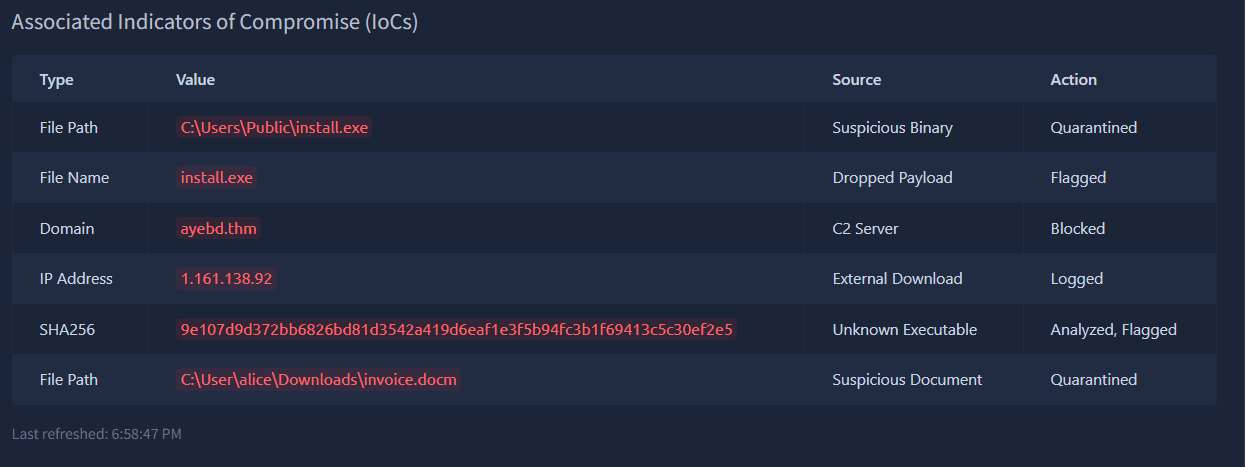 Associated Indicators of Compromise (IoCs)
Type Value Source Action
File Path C:\Users\Public\install.exe Suspicious Binary Quarantined
File Name install.exe Dropped Payload Flagged
Domain ayebd.thm C2 Server Blocked
IP Address 1.161.138.92 External Download Logged
SHA256 9e107d9d372bb6826bd81d3542a419d6eaf1e3f5b94fc3b1f69413c5c30ef2e5 Unknown Executable Analyzed, Flagged
File Path C:\User\alice\Downloads\invoice.docm Suspicious Document Quarantined
Last refreshed: 6:58:47 PM